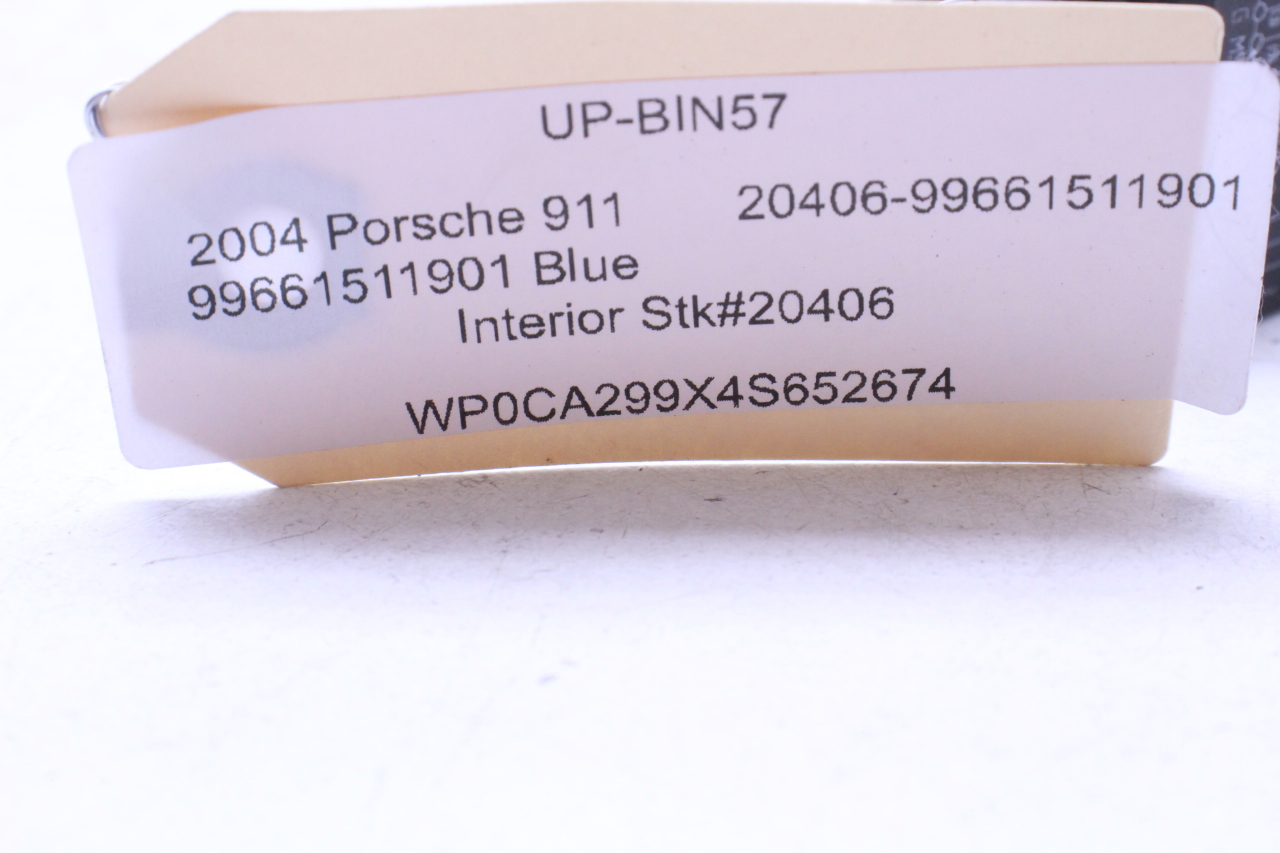 UP-BIN57
2004 Porsche 911 20406-99661511901
99661511901 Blue
Interior Stk#20406
WP0CA299X4S652674